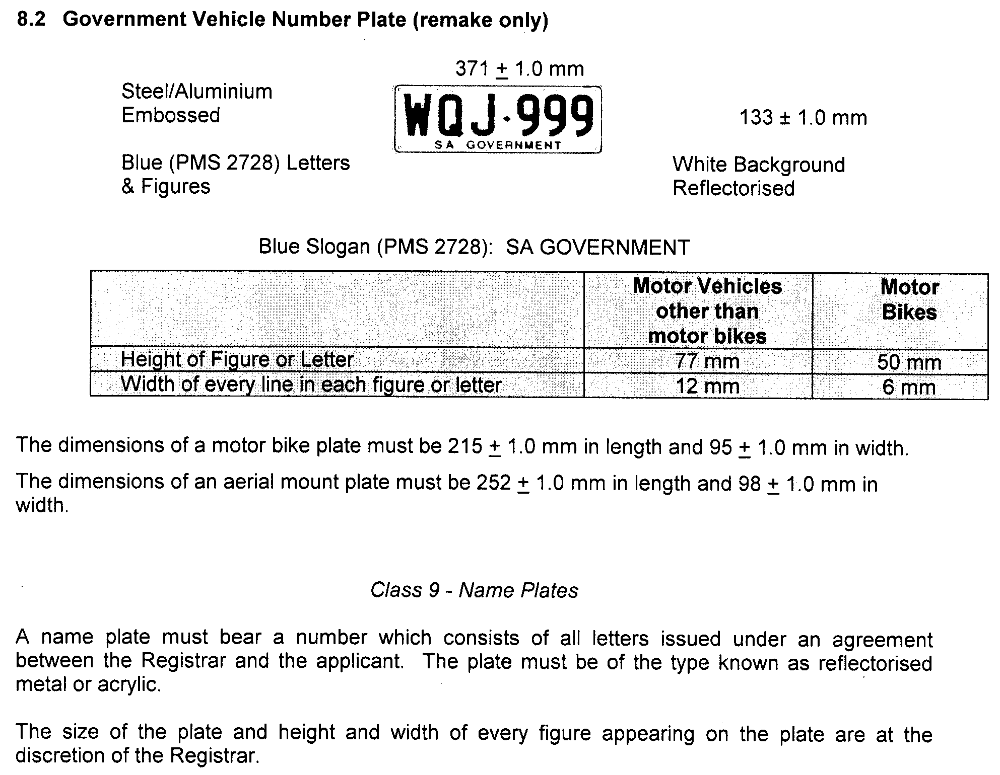 8.2 Government Vehicle Number Plate (remake only)
371 ± 1.0 mm
Steel/Aluminium
Embossed
WQJ·999
SA GOVERNMENT
133 ± 1.0 mm
Blue (PMS 2728) Letters
& Figures
White Background
Reflectorised
Blue Slogan (PMS 2728): SA GOVERNMENT
Motor Vehicles
other than
motor bikes
Motor
Bikes
Height of Figure or Letter 77 mm 50 mm
Width of every line in each figure or letter 12 mm 6 mm
The dimensions of a motor bike plate must be 215 ± 1.0 mm in length and 95 ± 1.0 mm in width.
The dimensions of an aerial mount plate must be 252 ± 1.0 mm in length and 98 ± 1.0 mm in
width.
Class 9 - Name Plates
A name plate must bear a number which consists of all letters issued under an agreement
between the Registrar and the applicant. The plate must be of the type known as reflectorised
metal or acrylic.
The size of the plate and height and width of every figure appearing on the plate are at the
discretion of the Registrar.